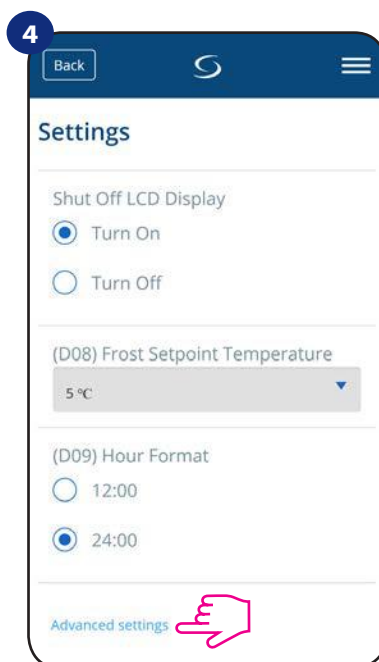 4
Back
Settings
Shut Off LCD Display
Turn On
Turn Off
(D08) Frost Setpoint Temperature
5 °C
(D09) Hour Format
12:00
24:00
Advanced settings